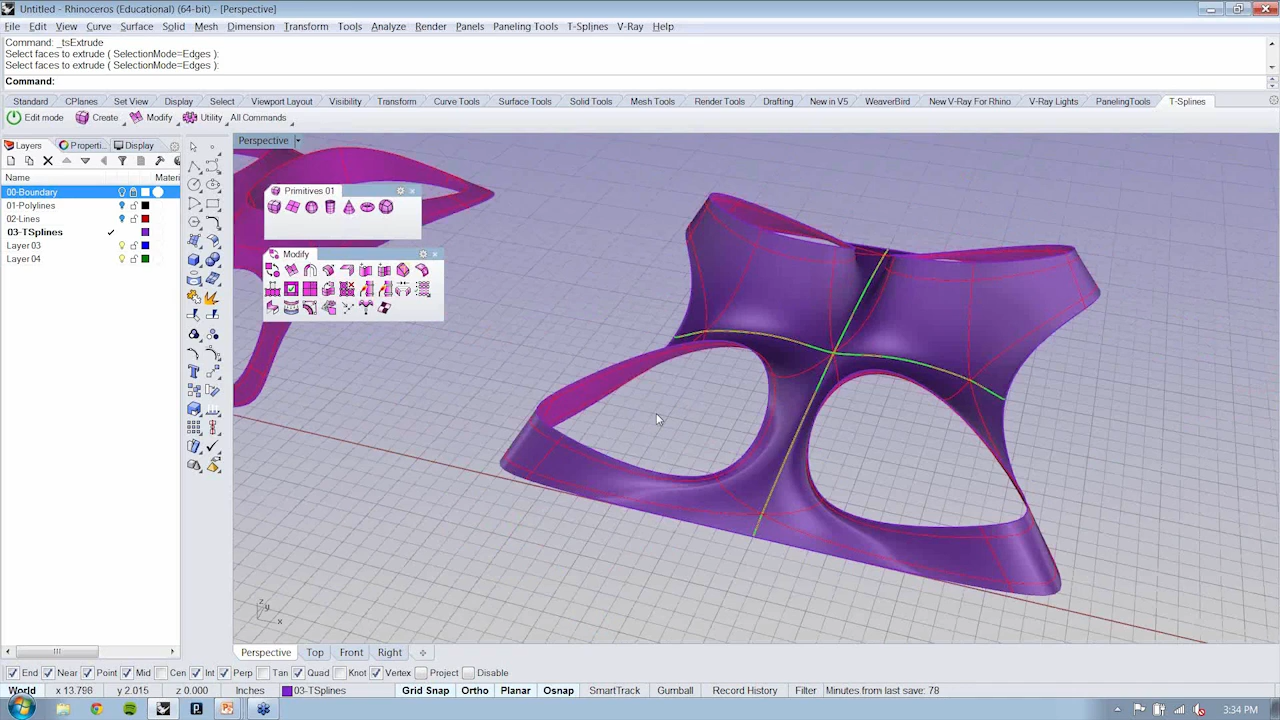 Untitled - Rhinoceros (Educational) (64-bit) - [Perspective]
File Edit View Curve Surface Solid Mesh Dimension Transform Tools Analyze Render Panels Paneling Tools T-Splines V-Ray Help
Command: _tsExtrude
Select faces to extrude ( SelectionMode=Edges ):
Select faces to extrude ( SelectionMode=Edges ):
Command:
Standard CPlanes Set View Display Select Viewport Layout Visibility Transform Curve Tools Surface Tools Solid Tools Mesh Tools Render Tools Drafting New in V5 WeaverBird New V-Ray For Rhino V-Ray Lights PanelingTools T-Splines
Edit mode Create Modify Utility All Commands
Layers Properti... Display
Perspective
Name Materi
00-Boundary
01-Polylines
02-Lines
03-TSplines
Layer 03
Layer 04
Primitives 01
Modify
z
y
x
Perspective Top Front Right
End Near Point Mid Cen Int Perp Tan Quad Knot Vertex Project Disable
World x 13.798 y 2.015 z 0.000 Inches 03-TSplines Grid Snap Ortho Planar Osnap SmartTrack Gumball Record History Filter Minutes from last save: 78
3:34 PM